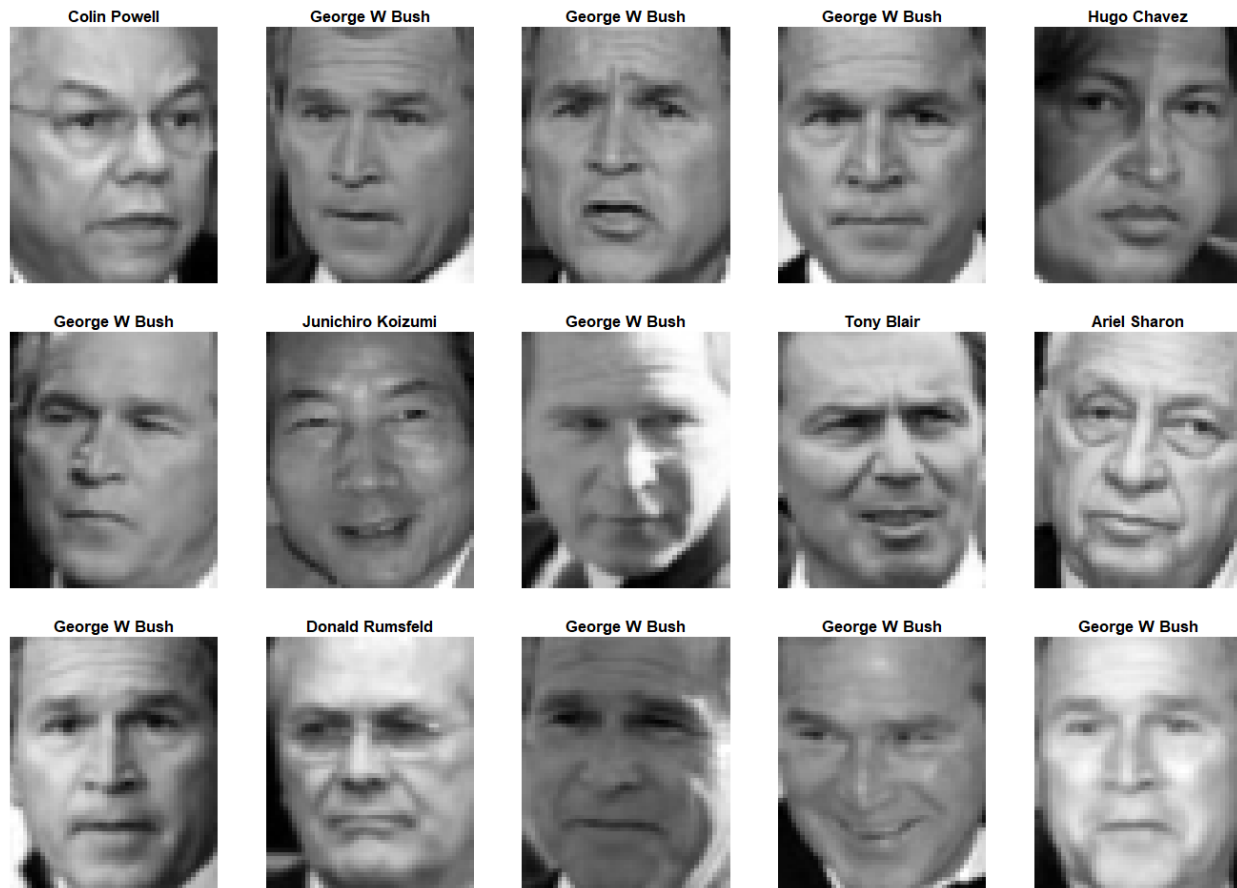 Colin Powell
George W Bush
George W Bush
George W Bush
Hugo Chavez
George W Bush
Junichiro Koizumi
George W Bush
Tony Blair
Ariel Sharon
George W Bush
Donald Rumsfeld
George W Bush
George W Bush
George W Bush